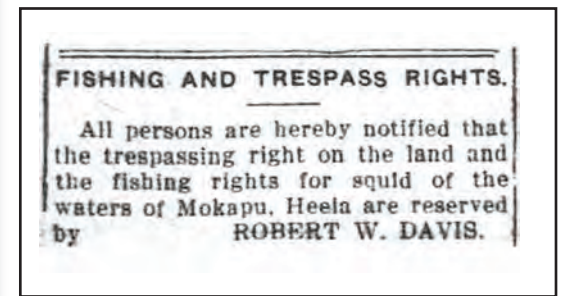 FISHING AND TRESPASS RIGHTS.
All persons are hereby notified that
the trespassing right on the land and
the fishing rights for squid of the
waters of Mokapu, Heela are reserved
by ROBERT W. DAVIS.